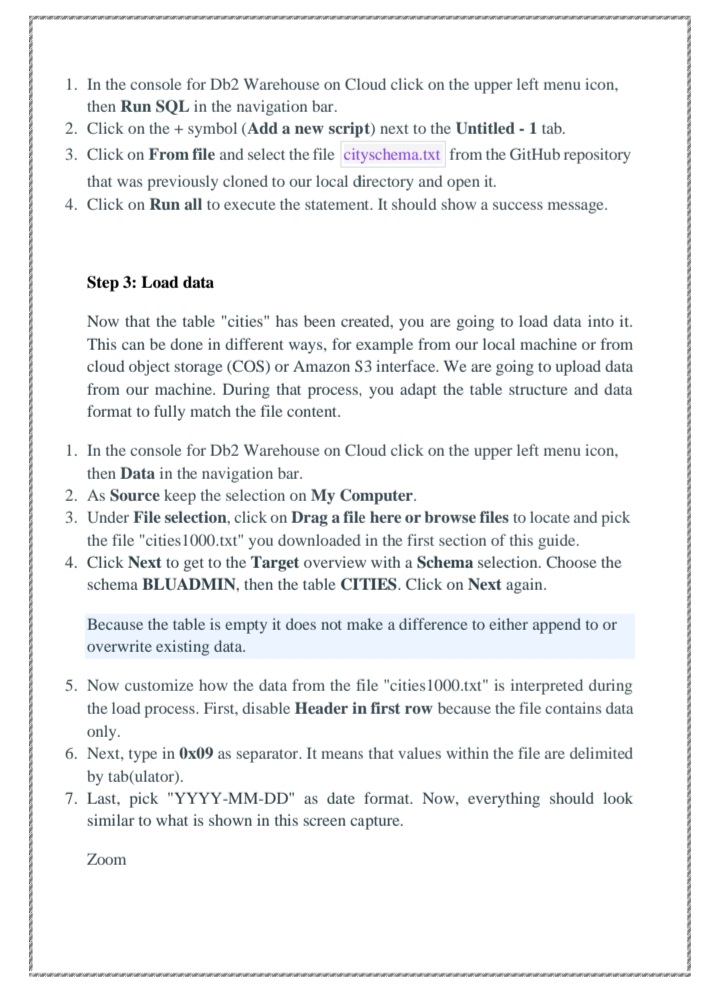 1. In the console for Db2 Warehouse on Cloud click on the upper left menu icon,
then Run SQL in the navigation bar.
2. Click on the + symbol (Add a new script) next to the Untitled - 1 tab.
3. Click on From file and select the file cityschema.txt from the GitHub repository
that was previously cloned to our local directory and open it.
4. Click on Run all to execute the statement. It should show a success message.
Step 3: Load data
Now that the table "cities" has been created, you are going to load data into it.
This can be done in different ways, for example from our local machine or from
cloud object storage (COS) or Amazon S3 interface. We are going to upload data
from our machine. During that process, you adapt the table structure and data
format to fully match the file content.
1. In the console for Db2 Warehouse on Cloud click on the upper left menu icon,
then Data in the navigation bar.
2. As Source keep the selection on My Computer.
3. Under File selection, click on Drag a file here or browse files to locate and pick
the file "cities1000.txt" you downloaded in the first section of this guide.
4. Click Next to get to the Target overview with a Schema selection. Choose the
schema BLUADMIN, then the table CITIES. Click on Next again.
Because the table is empty it does not make a difference to either append to or
overwrite existing data.
5. Now customize how the data from the file "cities1000.txt" is interpreted during
the load process. First, disable Header in first row because the file contains data
only.
6. Next, type in 0x09 as separator. It means that values within the file are delimited
by tab(ulator).
7. Last, pick "YYYY-MM-DD" as date format. Now, everything should look
similar to what is shown in this screen capture.
Zoom